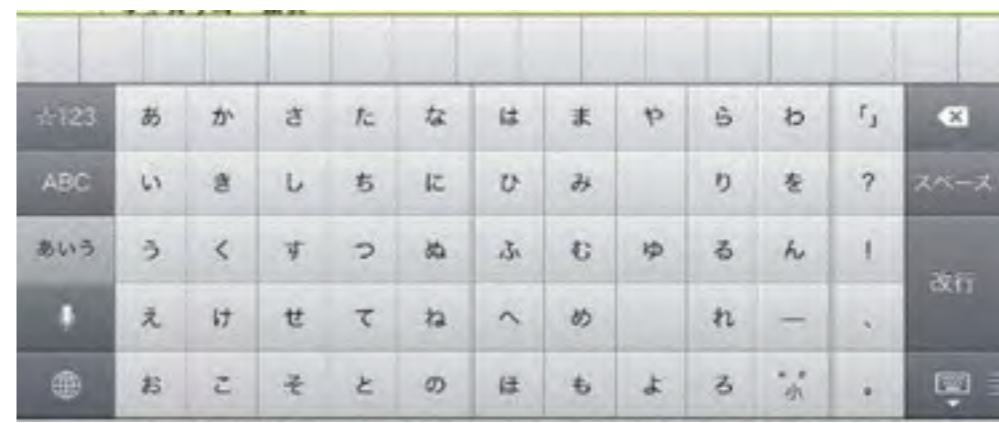 ☆123 あ か さ た な は ま や ら わ 「」
ABC い き し ち に ひ み り を ? スペース
あいう う く す つ ぬ ふ む ゆ る ん !
改行
え け せ て ね へ め れ ー 、
お こ そ と の ほ も よ ろ ゛゜小 。